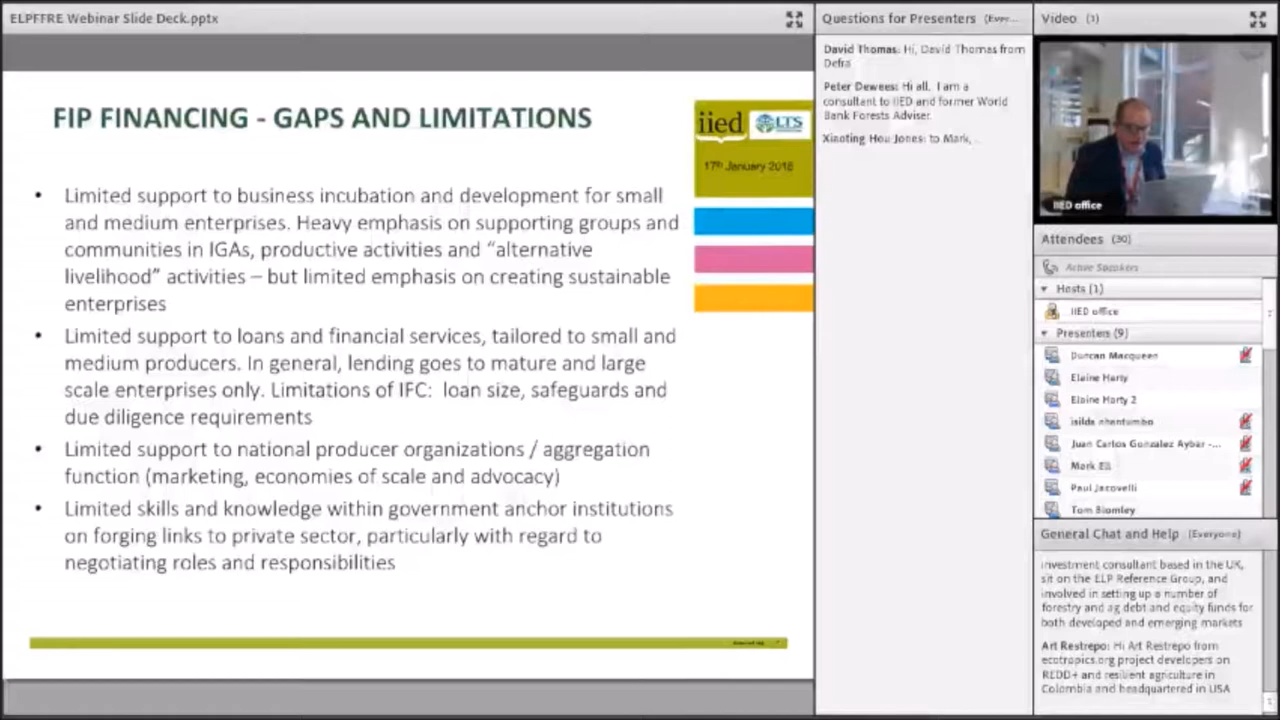 ELPFFRE Webinar Slide Deck.pptx
FIP FINANCING - GAPS AND LIMITATIONS
iied
LTS
17th January 2018
• Limited support to business incubation and development for small
and medium enterprises. Heavy emphasis on supporting groups and
communities in IGAs, productive activities and “alternative
livelihood” activities – but limited emphasis on creating sustainable
enterprises
• Limited support to loans and financial services, tailored to small and
medium producers. In general, lending goes to mature and large
scale enterprises only. Limitations of IFC: loan size, safeguards and
due diligence requirements
• Limited support to national producer organizations / aggregation
function (marketing, economies of scale and advocacy)
• Limited skills and knowledge within government anchor institutions
on forging links to private sector, particularly with regard to
negotiating roles and responsibilities
Questions for Presenters (Ever...
David Thomas: Hi, David Thomas from
Defra
Peter Dewees: Hi all. I am a
consultant to IIED and former World
Bank Forests Adviser.
Xiaoting Hou Jones: to Mark,
Video (1)
IIED office
Attendees (30)
Active Speakers
Hosts (1)
IIED office
Presenters (9)
Duncan Macqueen
Elaine Harty
Elaine Harty 2
isilda nhantumbo
Juan Carlos Gonzalez Aybar -...
Mark Ell
Paul Jacovelli
Tom Blomley
General Chat and Help (Everyone)
investment consultant based in the UK,
sit on the ELP Reference Group, and
involved in setting up a number of
forestry and ag debt and equity funds for
both developed and emerging markets
Art Restrepo: Hi Art Restrepo from
ecotropics.org project developers on
REDD+ and resilient agriculture in
Colombia and headquartered in USA